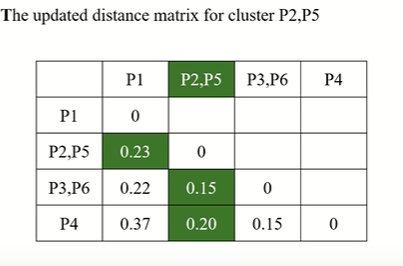 The updated distance matrix for cluster P2,P5
P1 P2,P5 P3,P6 P4
P1 0
P2,P5 0.23 0
P3,P6 0.22 0.15 0
P4 0.37 0.20 0.15 0